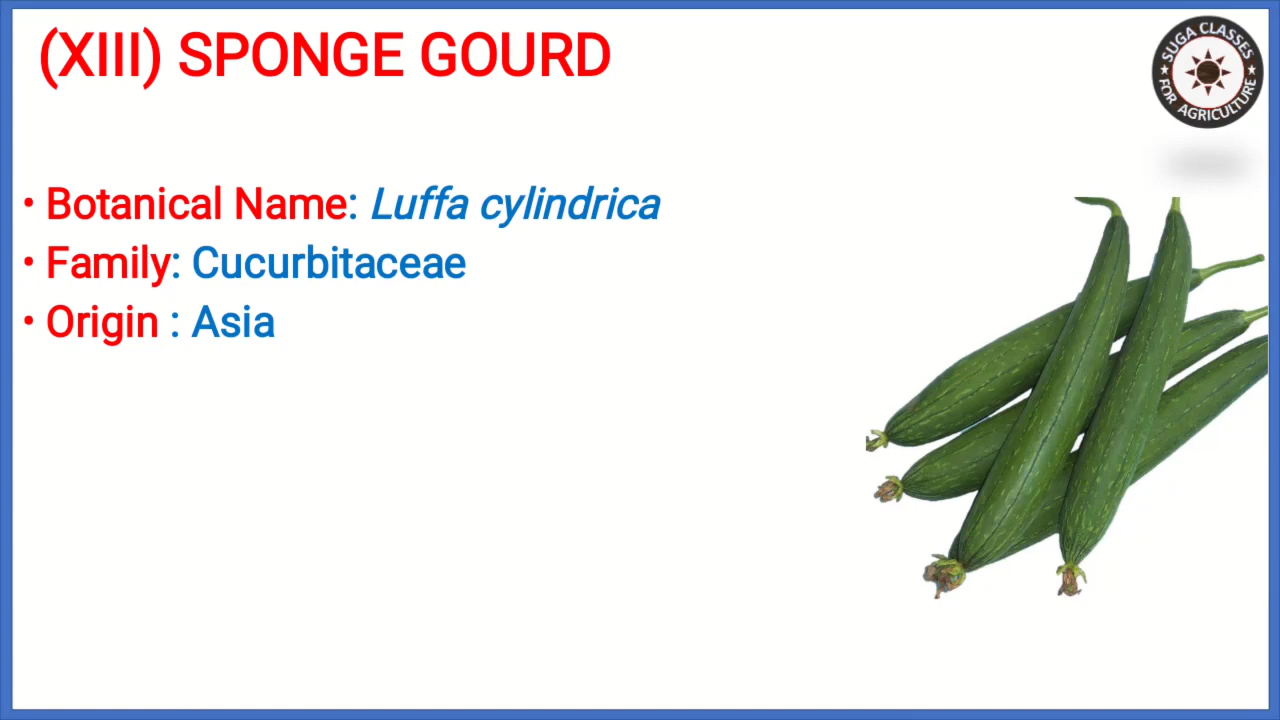 (XIII) SPONGE GOURD
SUGA CLASSES
FOR AGRICULTURE
• Botanical Name: Luffa cylindrica
• Family: Cucurbitaceae
• Origin : Asia